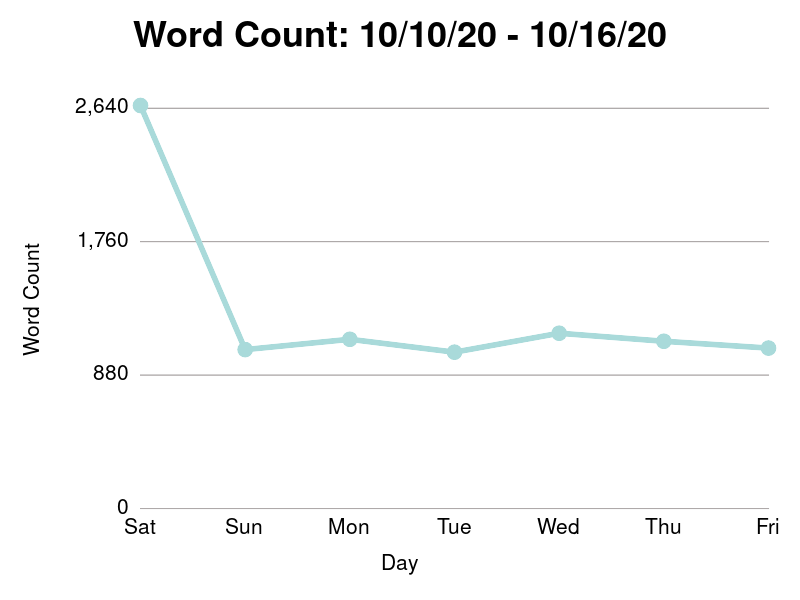 Word Count: 10/10/20 - 10/16/20
2,640
1,760
880
0
Word Count
Sat Sun Mon Tue Wed Thu Fri
Day